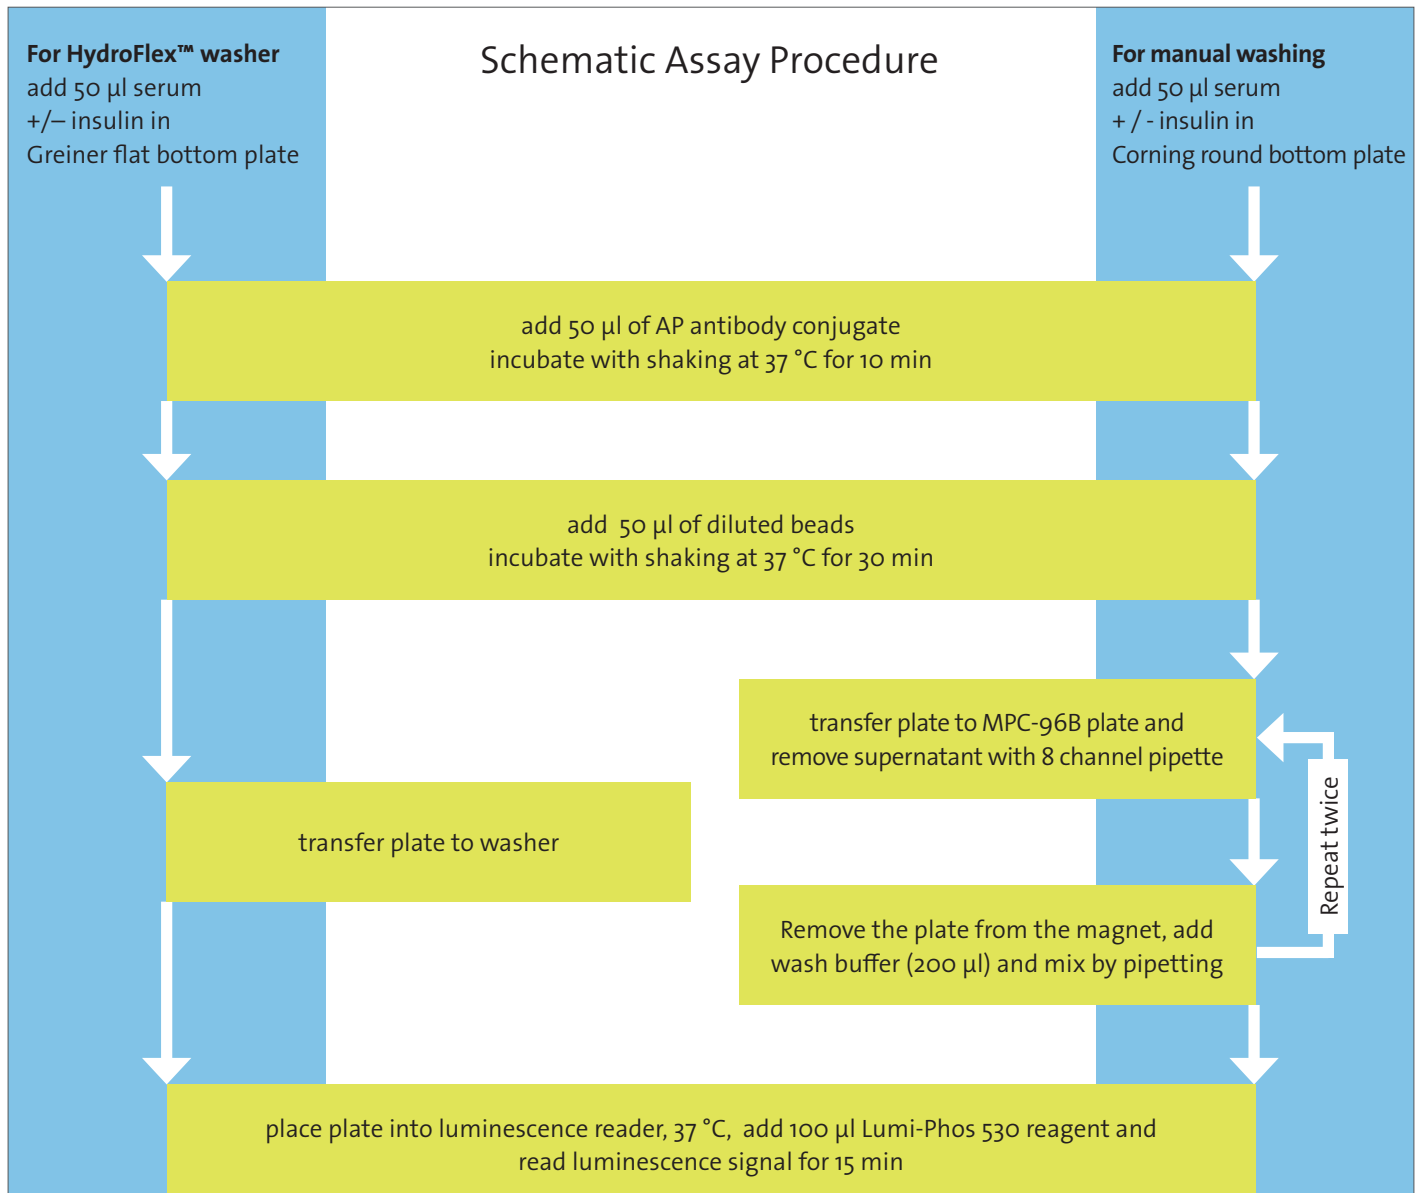 Schematic Assay Procedure
For HydroFlex™ washer
add 50 µl serum
+/– insulin in
Greiner flat bottom plate
For manual washing
add 50 µl serum
+ / - insulin in
Corning round bottom plate
add 50 µl of AP antibody conjugate
incubate with shaking at 37 °C for 10 min
add 50 µl of diluted beads
incubate with shaking at 37 °C for 30 min
transfer plate to MPC-96B plate and
remove supernatant with 8 channel pipette
transfer plate to washer
Repeat twice
Remove the plate from the magnet, add
wash buffer (200 µl) and mix by pipetting
place plate into luminescence reader, 37 °C, add 100 µl Lumi-Phos 530 reagent and
read luminescence signal for 15 min